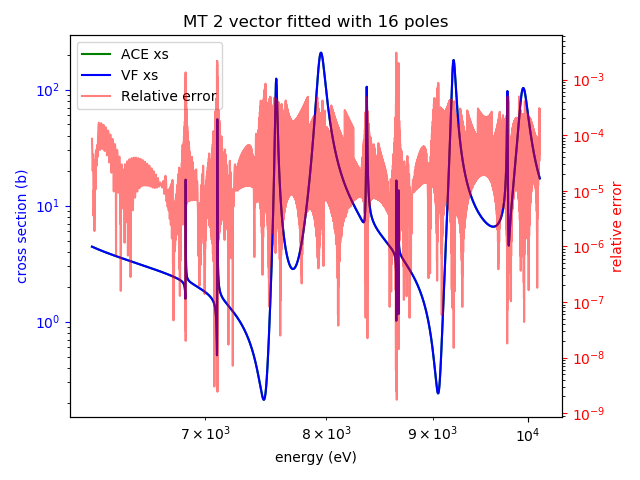 MT 2 vector fitted with 16 poles
ACE xs
VF xs
Relative error
cross section (b)
10²
10¹
10⁰
10⁻³
10⁻⁴
10⁻⁵
10⁻⁶
10⁻⁷
10⁻⁸
10⁻⁹
relative error
7 × 10³
8 × 10³
9 × 10³
10⁴
energy (eV)